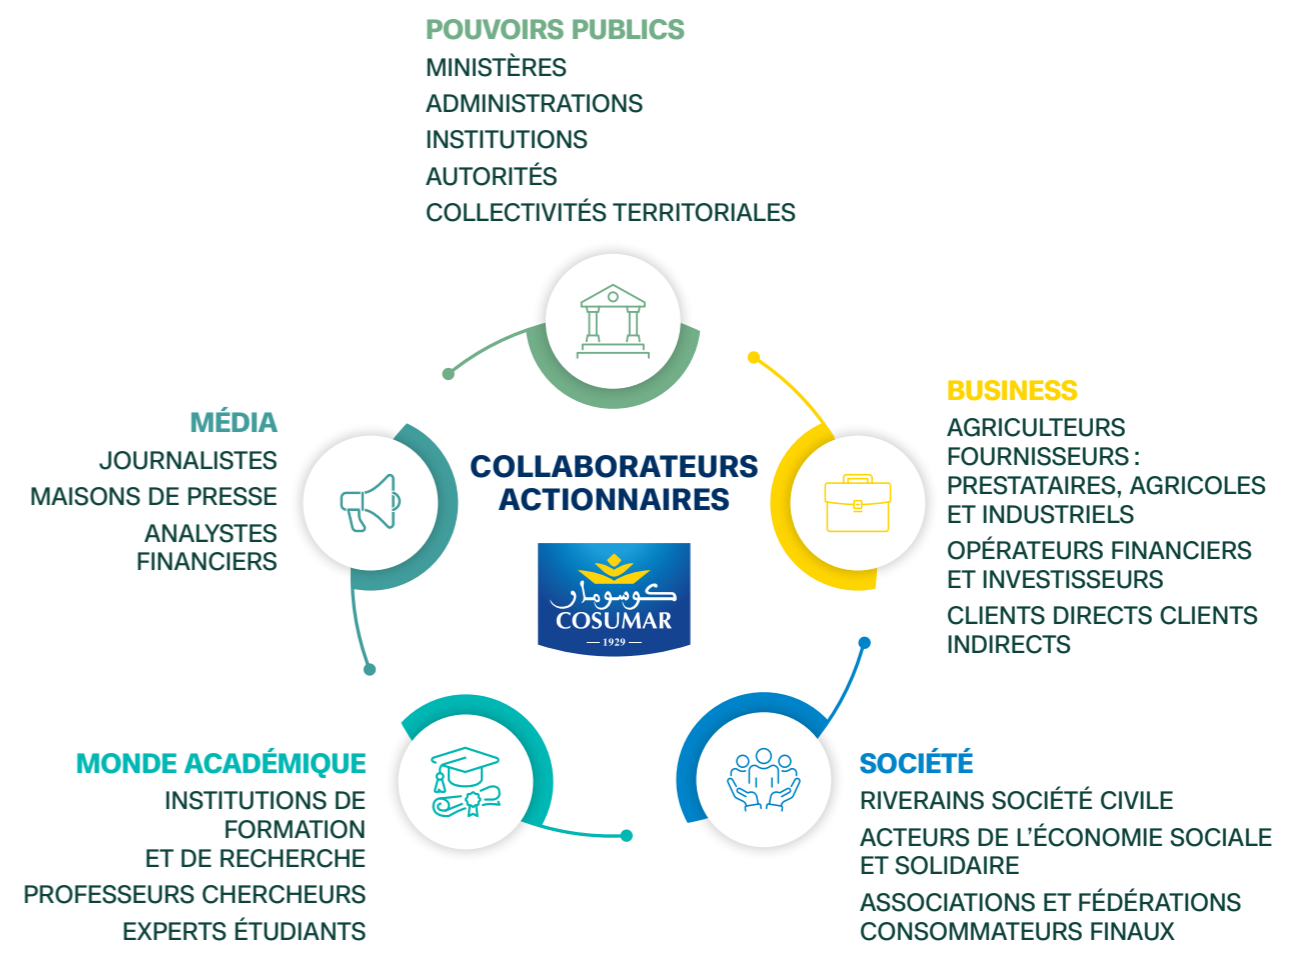 POUVOIRS PUBLICS
MINISTÈRES
ADMINISTRATIONS
INSTITUTIONS
AUTORITÉS
COLLECTIVITÉS TERRITORIALES
MÉDIA
JOURNALISTES
MAISONS DE PRESSE
ANALYSTES
FINANCIERS
COLLABORATEURS
ACTIONNAIRES
كوسومار
COSUMAR
1929
BUSINESS
AGRICULTEURS
FOURNISSEURS :
PRESTATAIRES, AGRICOLES
ET INDUSTRIELS
OPÉRATEURS FINANCIERS
ET INVESTISSEURS
CLIENTS DIRECTS CLIENTS
INDIRECTS
MONDE ACADÉMIQUE
INSTITUTIONS DE
FORMATION
ET DE RECHERCHE
PROFESSEURS CHERCHEURS
EXPERTS ÉTUDIANTS
SOCIÉTÉ
RIVERAINS SOCIÉTÉ CIVILE
ACTEURS DE L’ÉCONOMIE SOCIALE
ET SOLIDAIRE
ASSOCIATIONS ET FÉDÉRATIONS
CONSOMMATEURS FINAUX